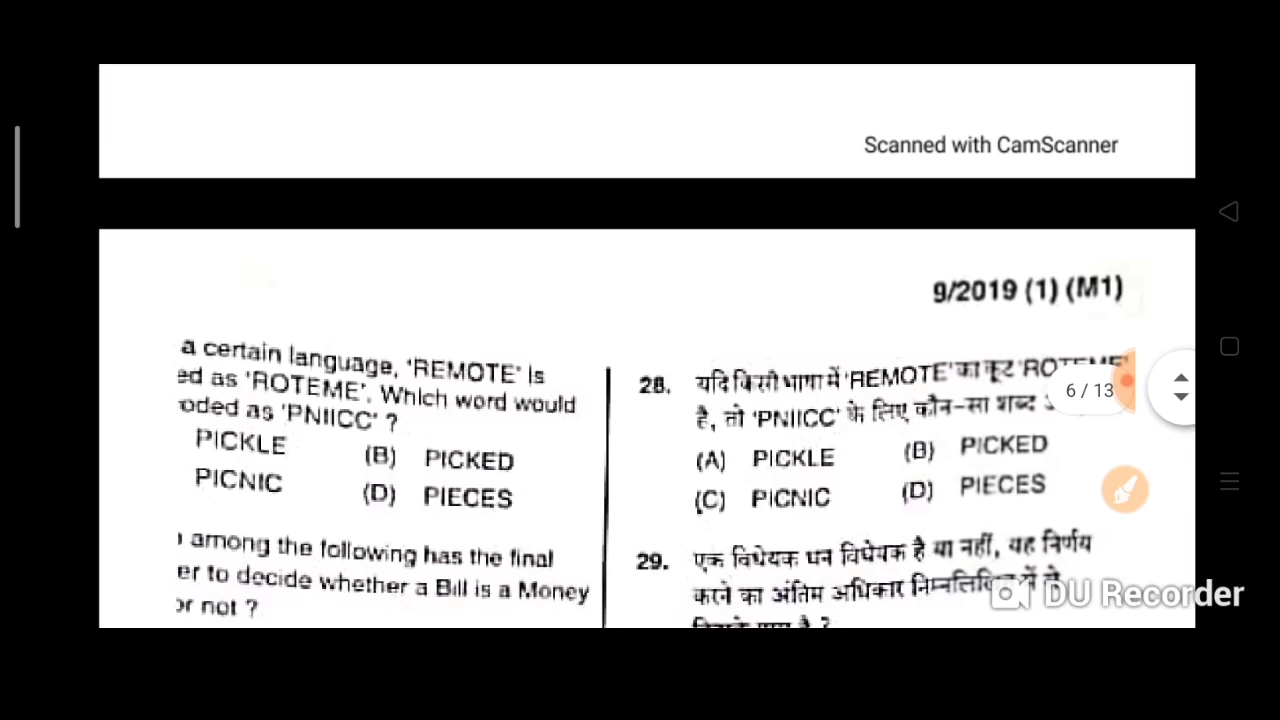 Scanned with CamScanner
9/2019 (1) (M1)
a certain language, 'REMOTE' is
ed as 'ROTEME'. Which word would
oded as 'PNIICC' ?
PICKLE (B) PICKED
PICNIC (D) PIECES
among the following has the final
er to decide whether a Bill is a Money
or not ?
28. यदि किसी भाषा में 'REMOTE' का कूट 'ROTEME'
है, तो 'PNIICC' के लिए कौन-सा शब्द
(A) PICKLE (B) PICKED
(C) PICNIC (D) PIECES
29. एक विधेयक धन विधेयक है या नहीं, यह निर्णय
करने का अंतिम अधिकार निम्नलिखित में से
6 / 13
DU Recorder